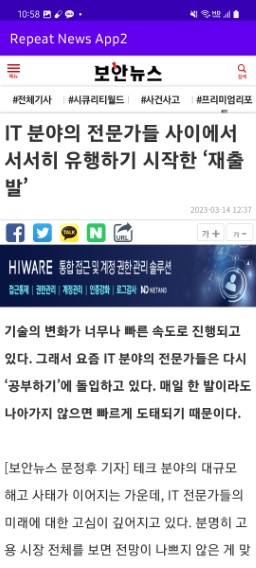 10:58
Repeat News App2
메뉴
보안뉴스
검색
#전체기사 #시큐리티월드 #사건사고 #프리미엄리포
IT 분야의 전문가들 사이에서
서서히 유행하기 시작한 ‘재출
발’
2023-03-14 12:37
TALK
N
URL
가 +
가 -
HIWARE 통합 접근 및 계정 권한 관리 솔루션
접근통제 | 권한관리 | 계정관리 | 인증강화 | 로그감사 ND NETAND
기술의 변화가 너무나 빠른 속도로 진행되고
있다. 그래서 요즘 IT 분야의 전문가들은 다시
‘공부하기’에 돌입하고 있다. 매일 한 발이라도
나아가지 않으면 빠르게 도태되기 때문이다.
[보안뉴스 문정후 기자] 테크 분야의 대규모
해고 사태가 이어지는 가운데, IT 전문가들의
미래에 대한 고심이 깊어지고 있다. 분명히 고
용 시장 전체를 보면 전망이 나쁘지 않은 게 맞